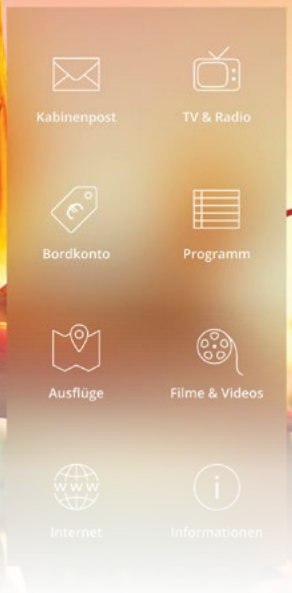 Kabinenpost
TV & Radio
Bordkonto
Programm
Ausflüge
Filme & Videos
www
Internet
Informationen